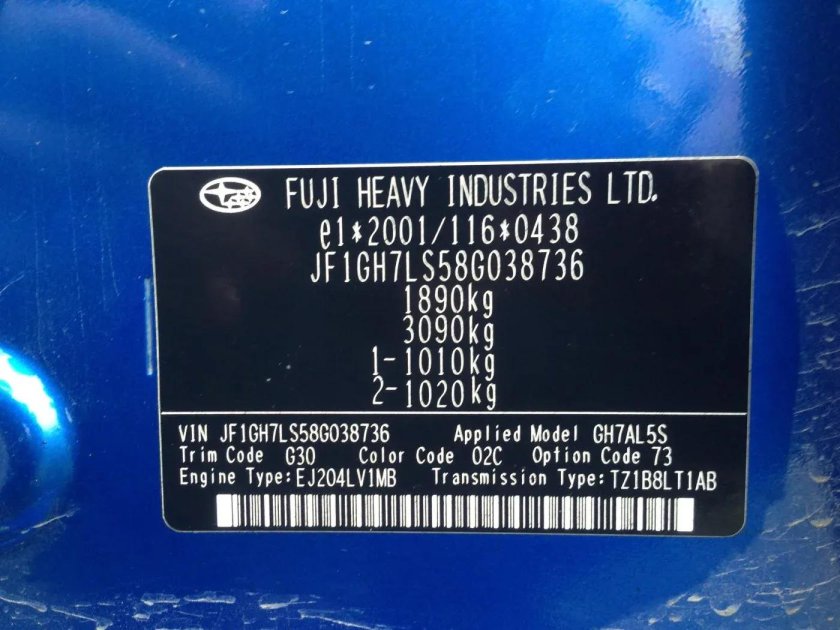 FUJI HEAVY INDUSTRIES LTD.
e1*2001/116*0438
JF1GH7LS58G038736
1890kg
3090kg
1-1010kg
2-1020kg
VIN JF1GH7LS58G038736 Applied Model GH7AL5S
Trim Code G30 Color Code 02C Option Code 73
Engine Type:EJ204LV1MB Transmission Type:TZ1B8LT1AB